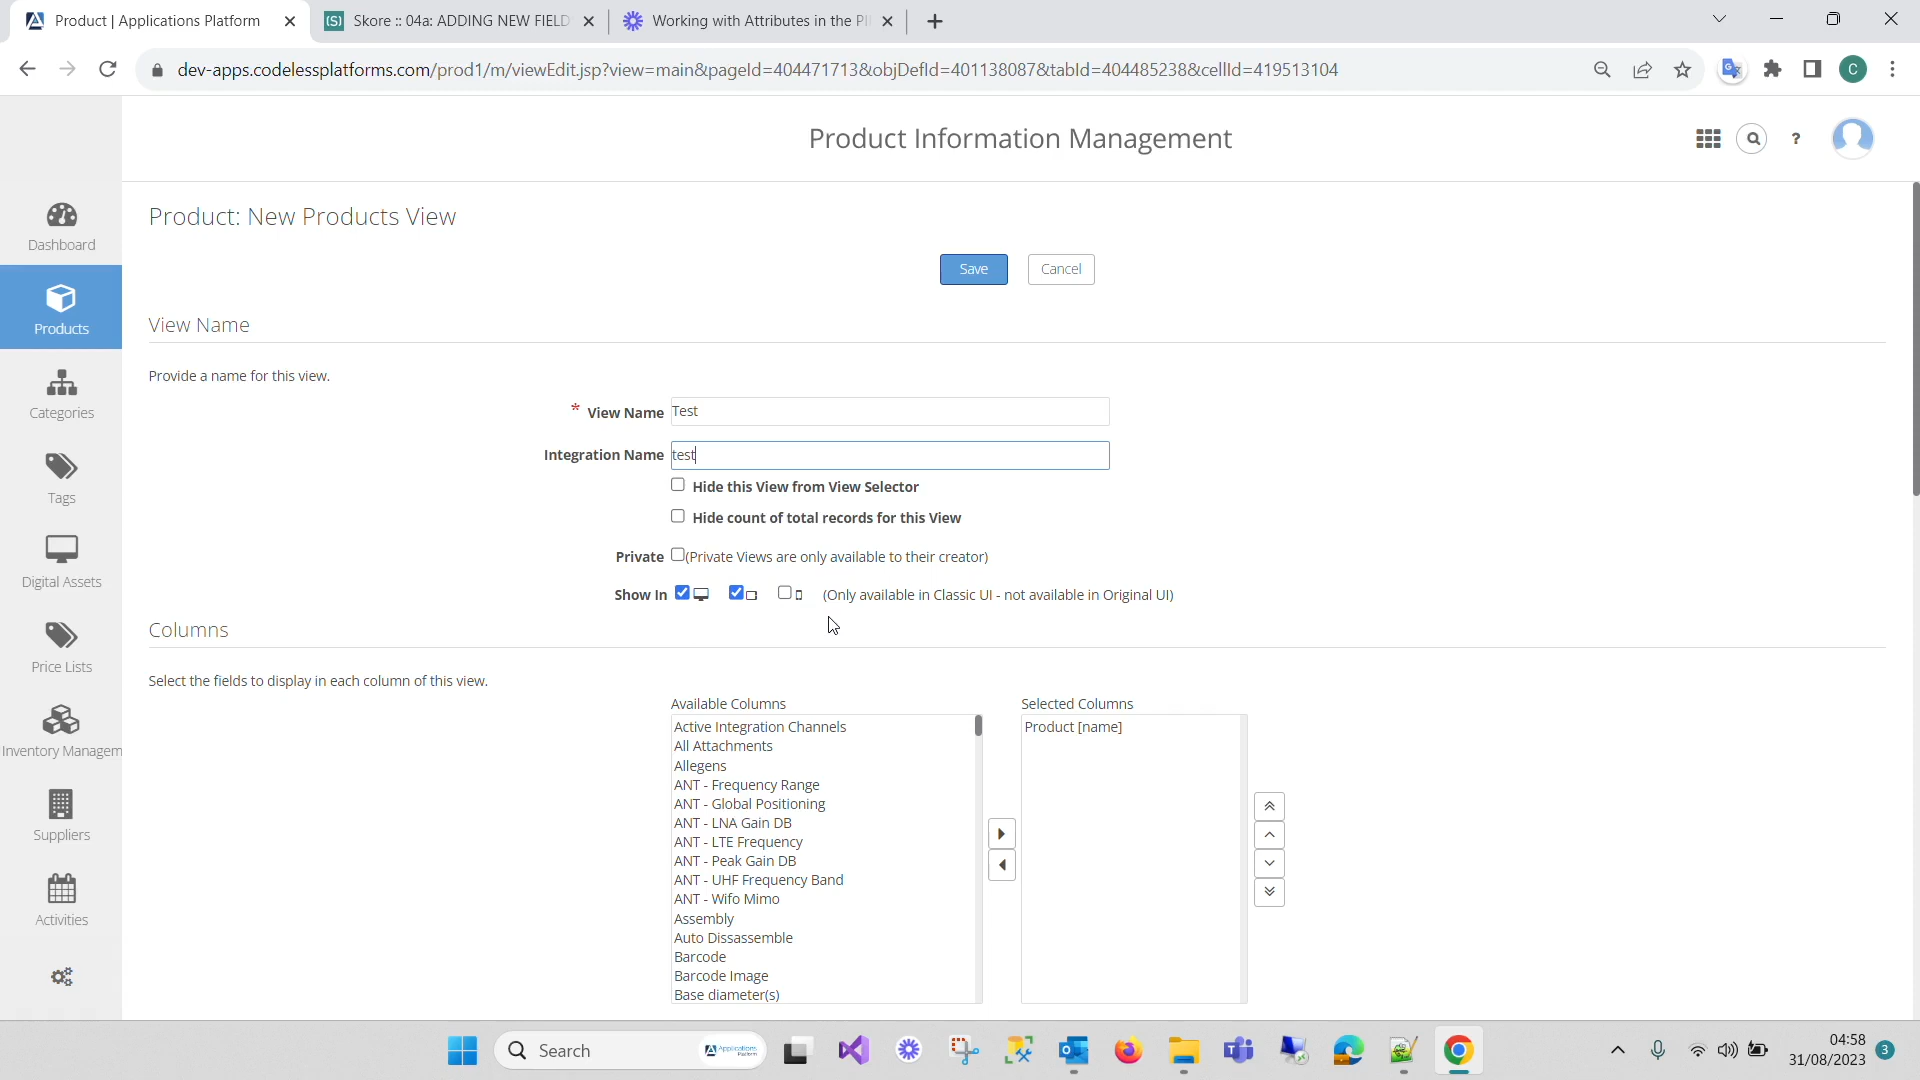 Product | Applications Platform
Skore :: 04a: ADDING NEW FIELD
Working with Attributes in the PI
dev-apps.codelessplatforms.com/prod1/m/viewEdit.jsp?view=main&pageId=404471713&objDefId=401138087&tabId=404485238&cellId=419513104
C
Product Information Management
?
Dashboard
Products
Categories
Tags
Digital Assets
Price Lists
Inventory Managem
Suppliers
Activities
Product: New Products View
Save Cancel
View Name
Provide a name for this view.
* View Name Test
Integration Name test
Hide this View from View Selector
Hide count of total records for this View
Private (Private Views are only available to their creator)
Show In (Only available in Classic UI - not available in Original UI)
Columns
Select the fields to display in each column of this view.
Available Columns
Active Integration Channels
All Attachments
Allegens
ANT - Frequency Range
ANT - Global Positioning
ANT - LNA Gain DB
ANT - LTE Frequency
ANT - Peak Gain DB
ANT - UHF Frequency Band
ANT - Wifo Mimo
Assembly
Auto Dissassemble
Barcode
Barcode Image
Base diameter(s)
Selected Columns
Product [name]
Search
Applications Platform
04:58
31/08/2023
3